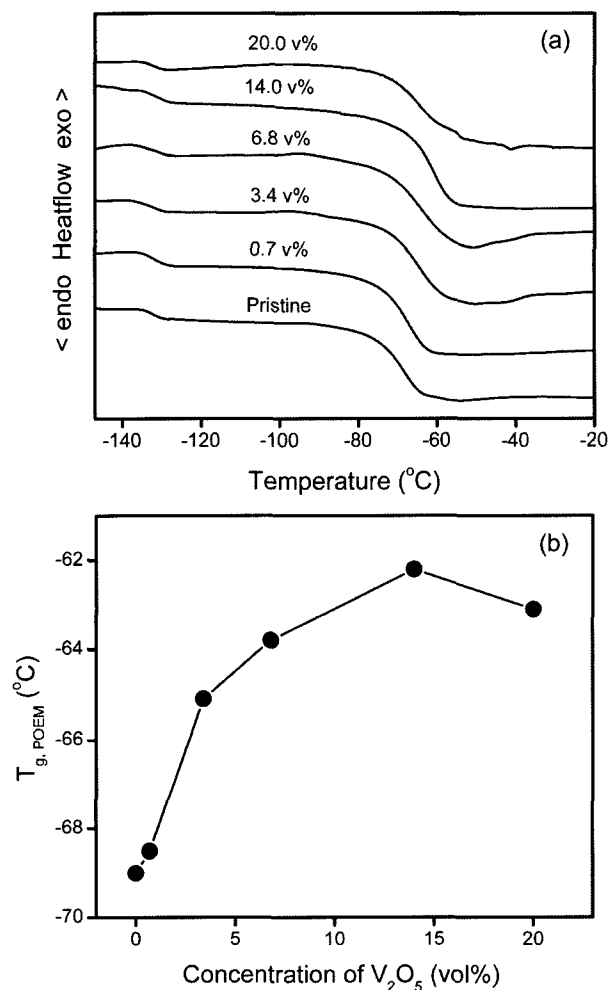 (a)
20.0 v%
14.0 v%
6.8 v%
3.4 v%
0.7 v%
Pristine
< endo Heatflow exo >
-140 -120 -100 -80 -60 -40 -20
Temperature (°C)
(b)
-62
-64
-66
-68
-70
T g, POEM (°C)
0 5 10 15 20
Concentration of V₂O₅ (vol%)